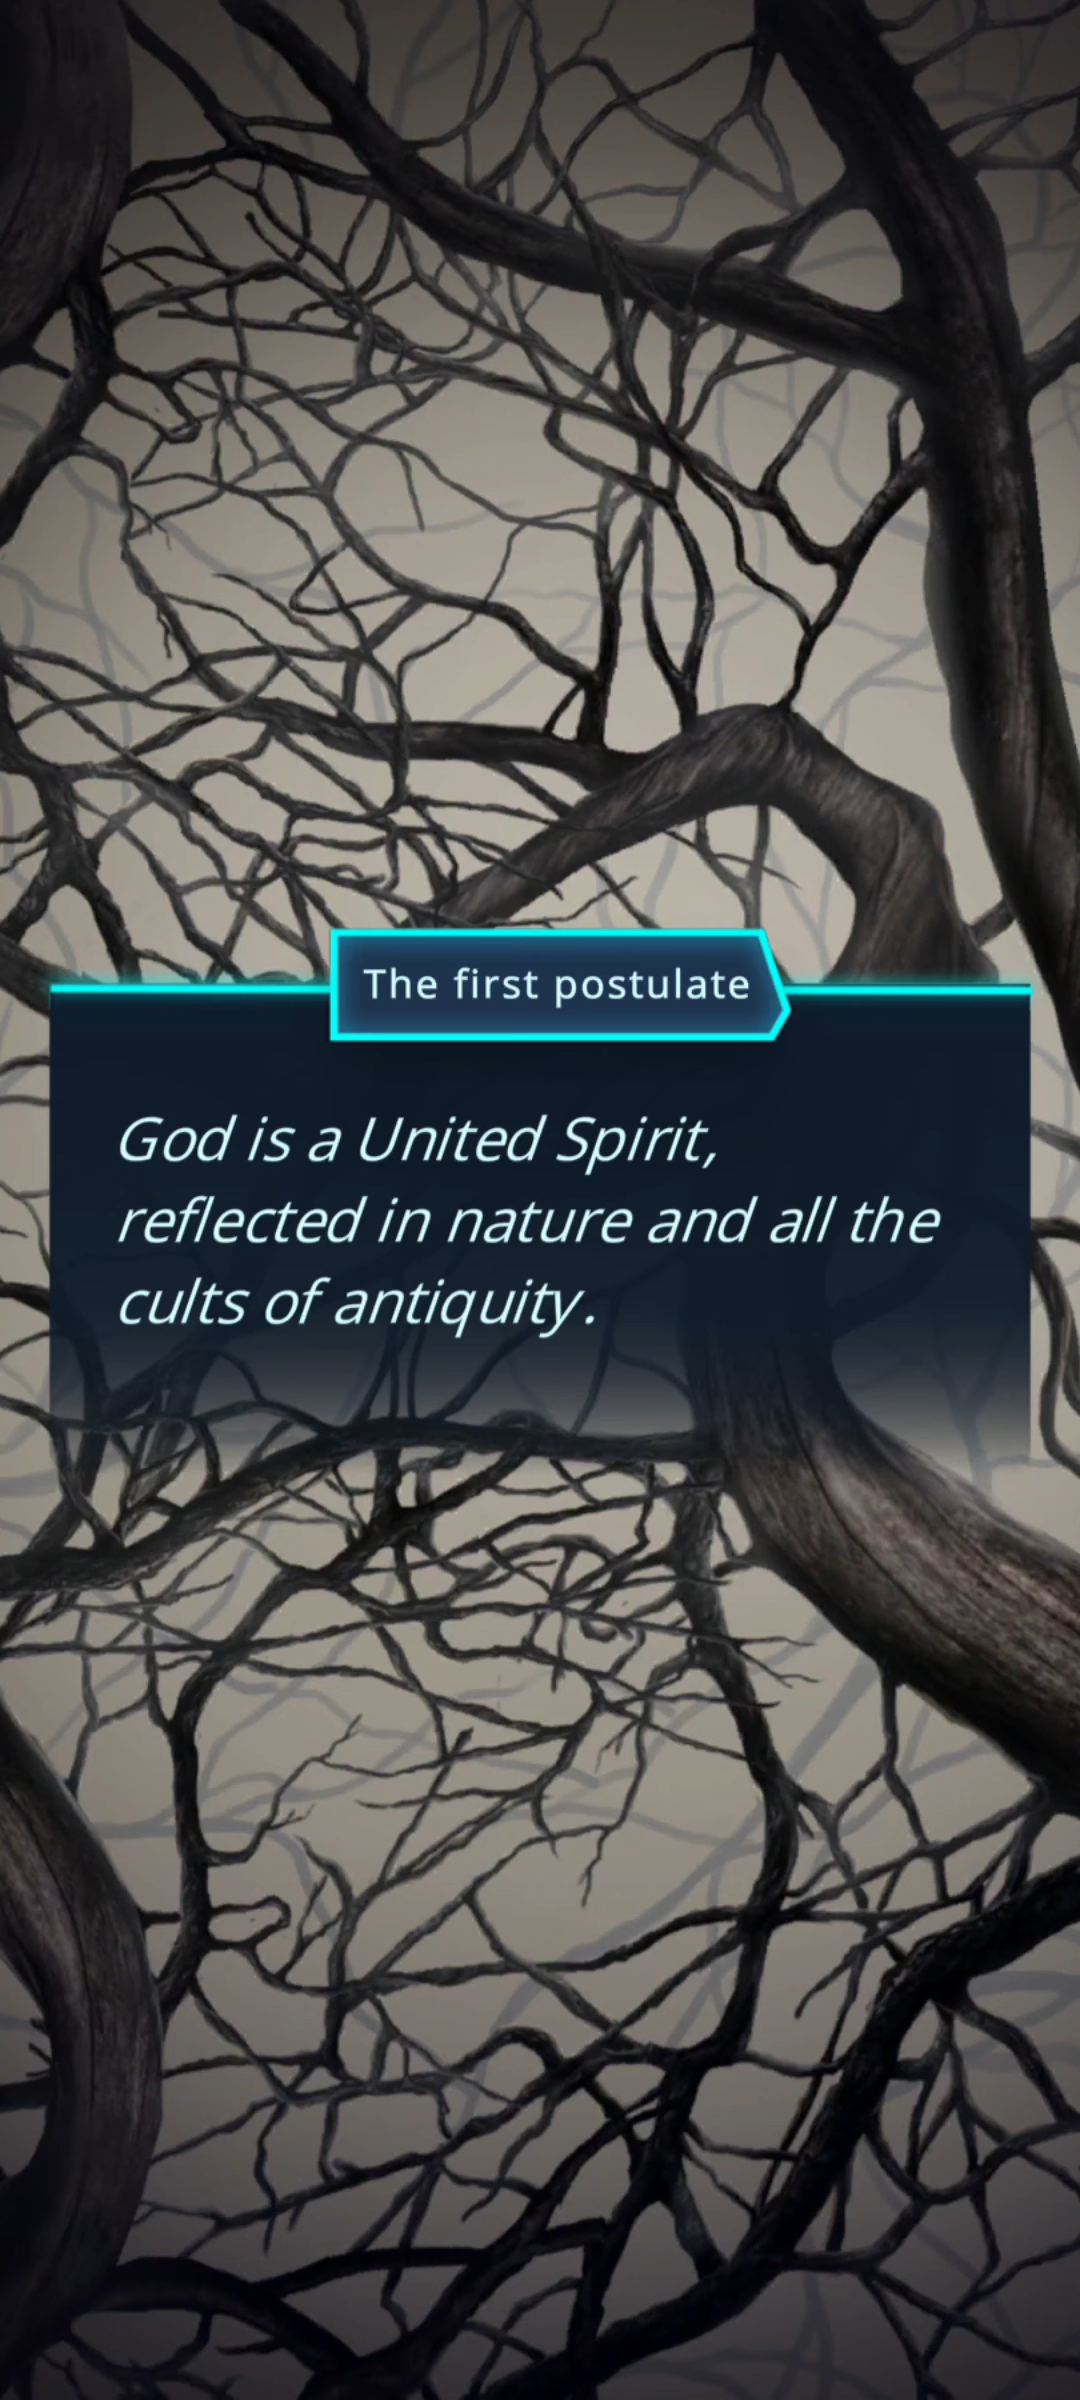 The first postulate
God is a United Spirit,
reflected in nature and all the
cults of antiquity.